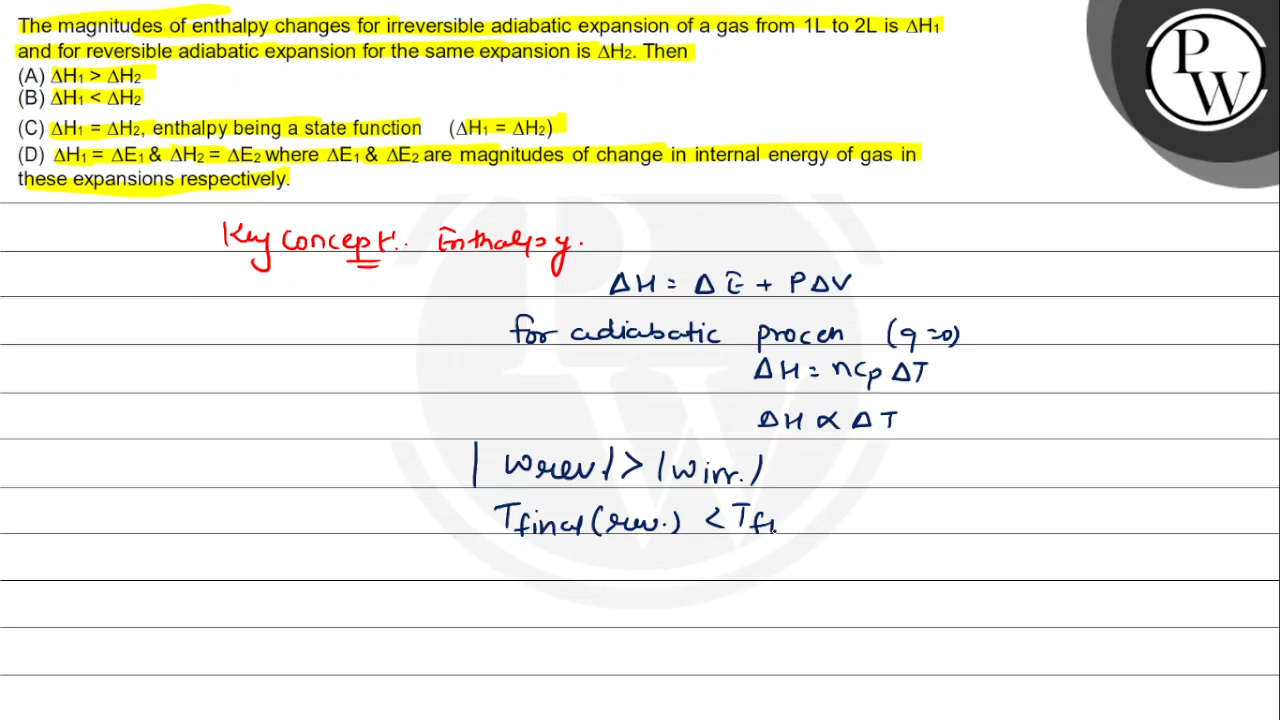 The magnitudes of enthalpy changes for irreversible adiabatic expansion of a gas from 1L to 2L is ΔH₁
and for reversible adiabatic expansion for the same expansion is ΔH₂. Then
(A) ΔH₁ > ΔH₂
(B) ΔH₁ < ΔH₂
(C) ΔH₁ = ΔH₂, enthalpy being a state function (ΔH₁ = ΔH₂)
(D) ΔH₁ = ΔE₁ & ΔH₂ = ΔE₂ where ΔE₁ & ΔE₂ are magnitudes of change in internal energy of gas in
these expansions respectively.
P
W
Key concept:. Enthalpy.
ΔH = ΔE + PΔV
for adiabatic process (q=0)
ΔH = nCp ΔT
ΔH ∝ ΔT
|wrev.| > |wirr.|
Tfinal(rev.) < Tfi